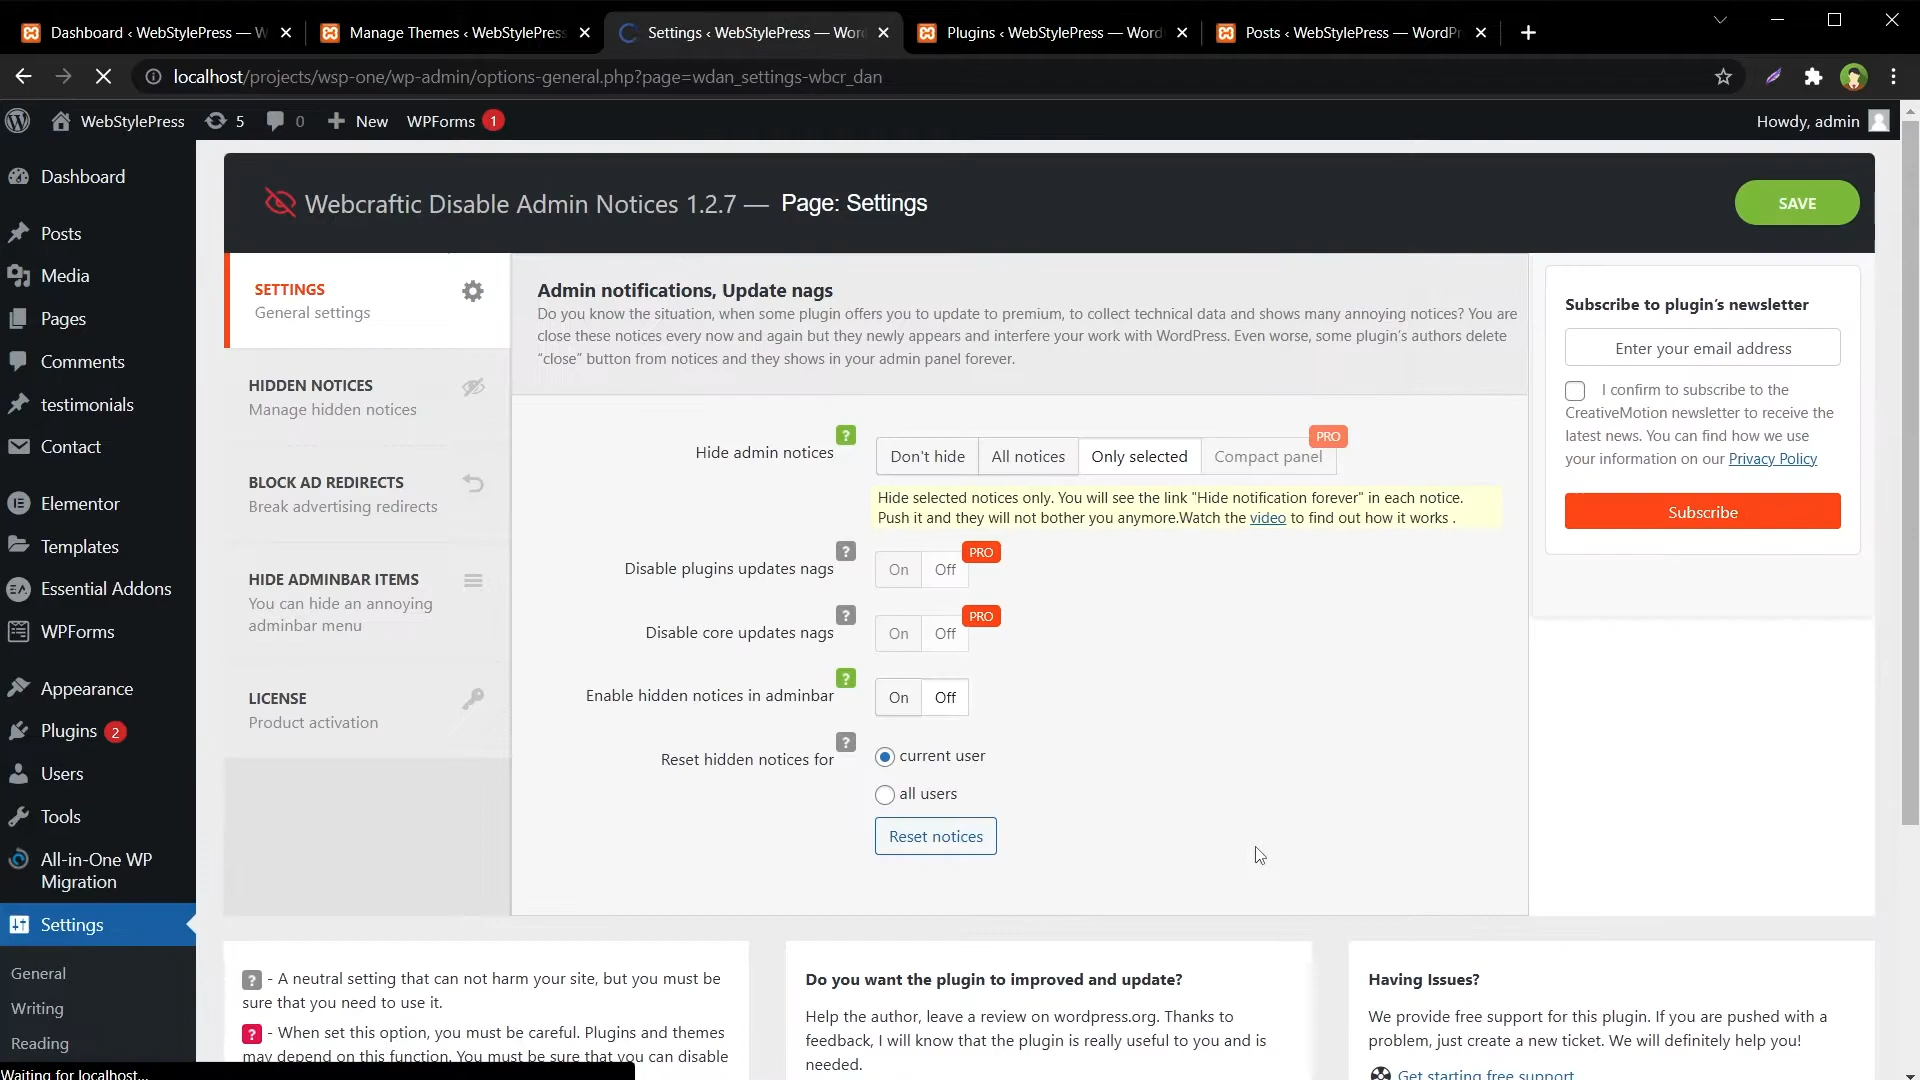 Dashboard ‹ WebStylePress — W
Manage Themes ‹ WebStylePress
Settings ‹ WebStylePress — Wor
Plugins ‹ WebStylePress — Word
Posts ‹ WebStylePress — WordPr
localhost/projects/wsp-one/wp-admin/options-general.php?page=wdan_settings-wbcr_dan
WebStylePress
5
0
New
WPForms 1
Howdy, admin
Dashboard
Posts
Media
Pages
Comments
testimonials
Contact
Elementor
Templates
Essential Addons
WPForms
Appearance
Plugins 2
Users
Tools
All-in-One WP
Migration
Settings
General
Writing
Reading
Waiting for localhost...
Webcraftic Disable Admin Notices 1.2.7 — Page: Settings
SAVE
SETTINGS
General settings
HIDDEN NOTICES
Manage hidden notices
BLOCK AD REDIRECTS
Break advertising redirects
HIDE ADMINBAR ITEMS
You can hide an annoying
adminbar menu
LICENSE
Product activation
Admin notifications, Update nags
Do you know the situation, when some plugin offers you to update to premium, to collect technical data and shows many annoying notices? You are
close these notices every now and again but they newly appears and interfere your work with WordPress. Even worse, some plugin’s authors delete
“close” button from notices and they shows in your admin panel forever.
Hide admin notices ?
Don't hide
All notices
Only selected
Compact panel
PRO
Hide selected notices only. You will see the link "Hide notification forever" in each notice.
Push it and they will not bother you anymore.Watch the video to find out how it works .
Disable plugins updates nags ?
On Off PRO
Disable core updates nags ?
On Off PRO
Enable hidden notices in adminbar ?
On Off
Reset hidden notices for ?
current user
all users
Reset notices
Subscribe to plugin’s newsletter
Enter your email address
I confirm to subscribe to the
CreativeMotion newsletter to receive the
latest news. You can find how we use
your information on our Privacy Policy
Subscribe
? - A neutral setting that can not harm your site, but you must be
sure that you need to use it.
? - When set this option, you must be careful. Plugins and themes
may depend on this function. You must be sure that you can disable
Do you want the plugin to improved and update?
Help the author, leave a review on wordpress.org. Thanks to
feedback, I will know that the plugin is really useful to you and is
needed.
Having Issues?
We provide free support for this plugin. If you are pushed with a
problem, just create a new ticket. We will definitely help you!
Get starting free support